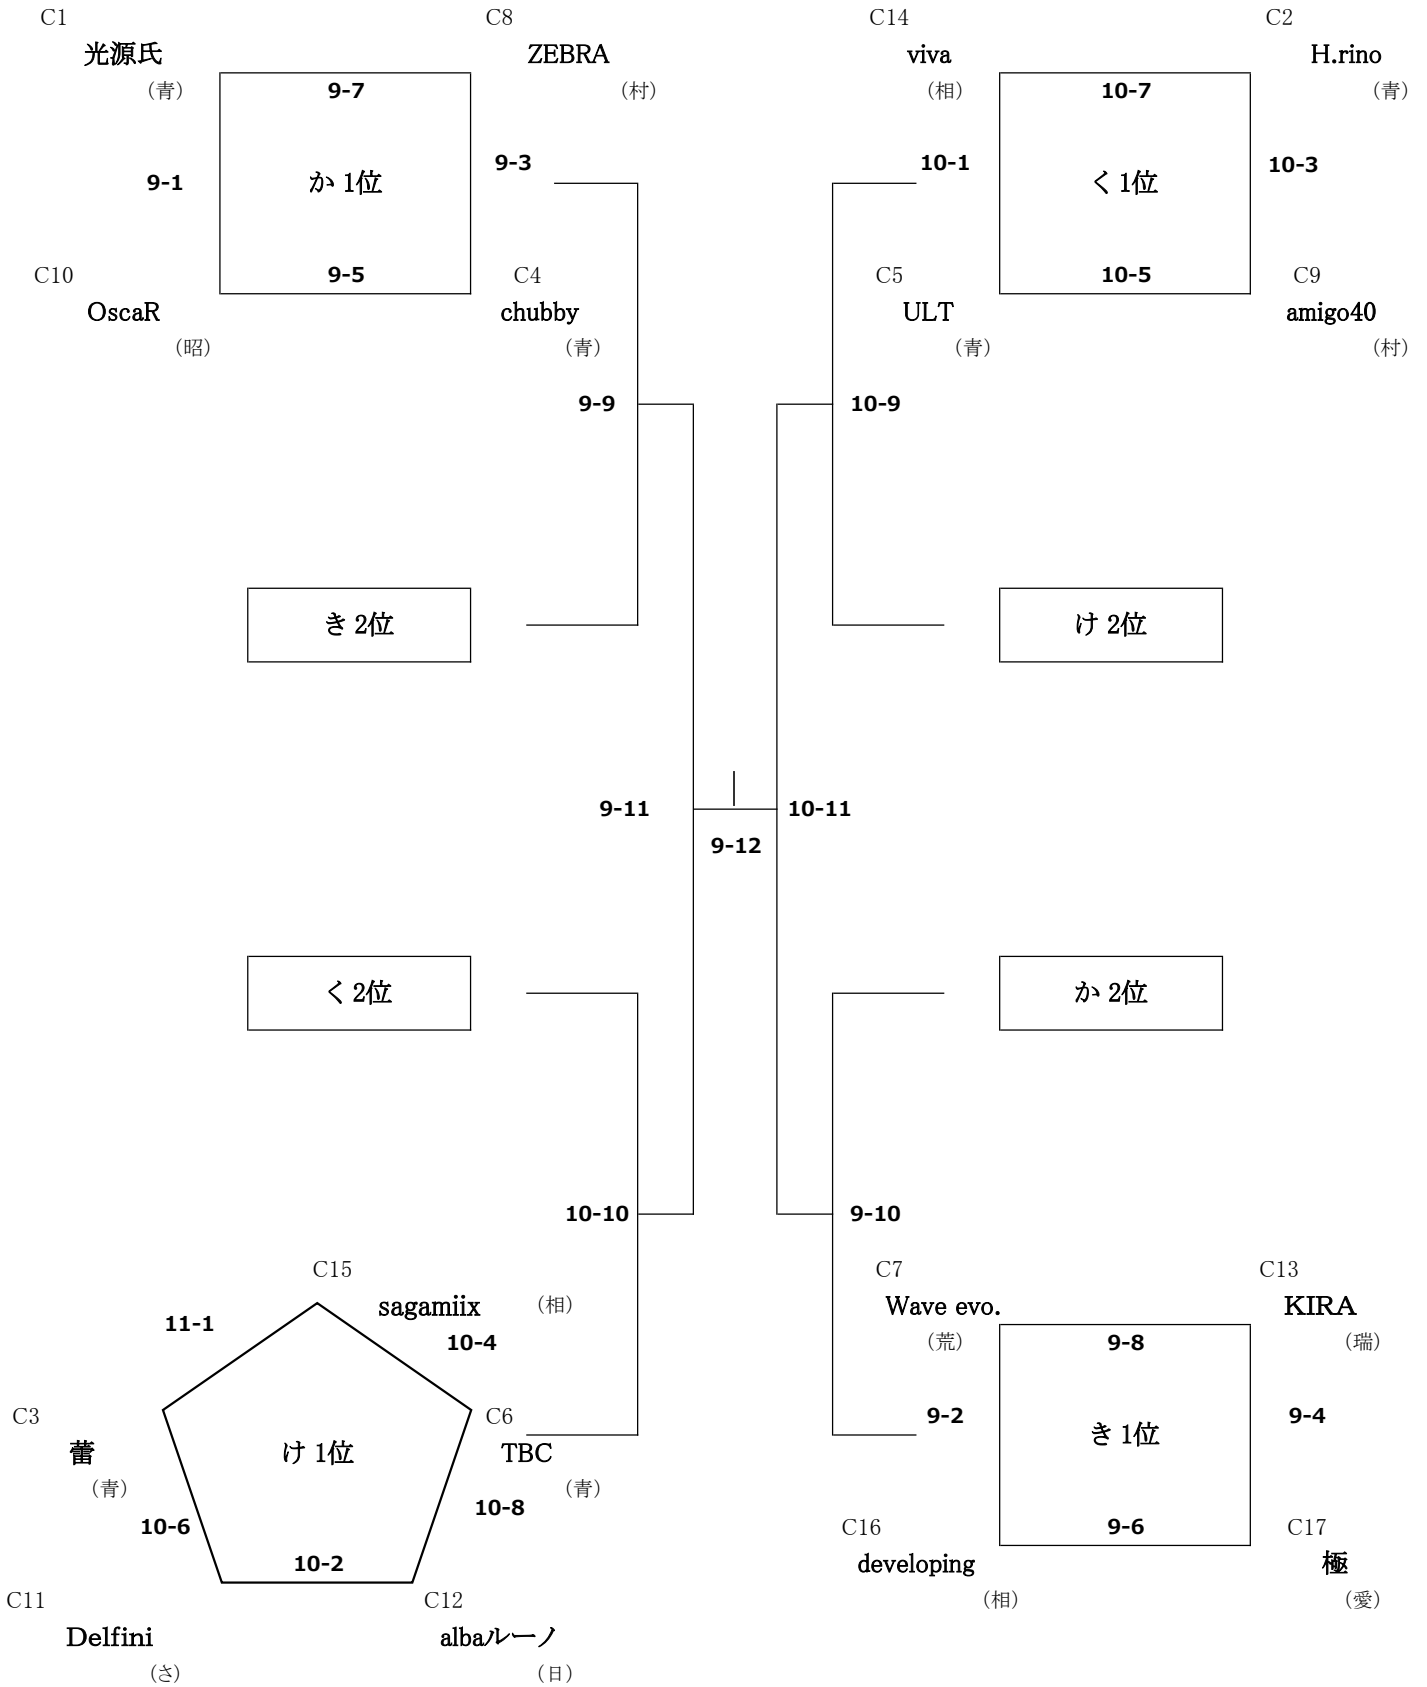 C1 C8 C14 C2
光源氏 ZEBRA viva H.rino
（青） 9-7 （村） （相） 10-7 （青）
9-1 か 1位 9-3 10-1 く 1位 10-3
C10 9-5 C4 C5 10-5 C9
OscaR chubby ULT amigo40
（昭） （青） （青） （村）
9-9 10-9
き 2位 け 2位
9-11 10-11
9-12
く 2位 か 2位
10-10 9-10
C15 C7 C13
sagamiix （相） Wave evo. KIRA
11-1 10-4 （荒） 9-8 （瑞）
C3 C6 9-2 き 1位 9-4
蕾 け 1位 TBC
（青） （青）
10-6 10-8 C16 9-6 C17
10-2 developing 極
C11 C12 （相） （愛）
Delfini albaルーノ
（さ） （日）